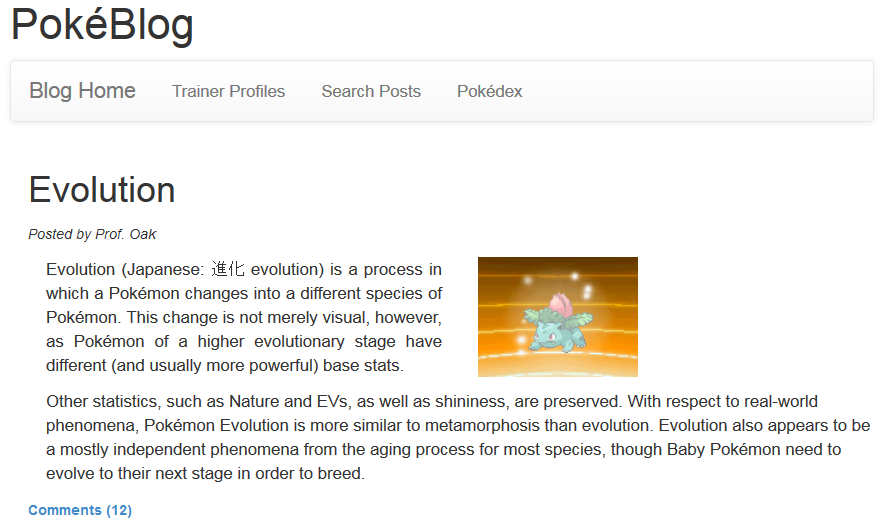 PokéBlog
Blog Home Trainer Profiles Search Posts Pokédex
Evolution
Posted by Prof. Oak
Evolution (Japanese: 進化 evolution) is a process in
which a Pokémon changes into a different species of
Pokémon. This change is not merely visual, however,
as Pokémon of a higher evolutionary stage have
different (and usually more powerful) base stats.
Other statistics, such as Nature and EVs, as well as shininess, are preserved. With respect to real-world
phenomena, Pokémon Evolution is more similar to metamorphosis than evolution. Evolution also appears to be
a mostly independent phenomena from the aging process for most species, though Baby Pokémon need to
evolve to their next stage in order to breed.
Comments (12)